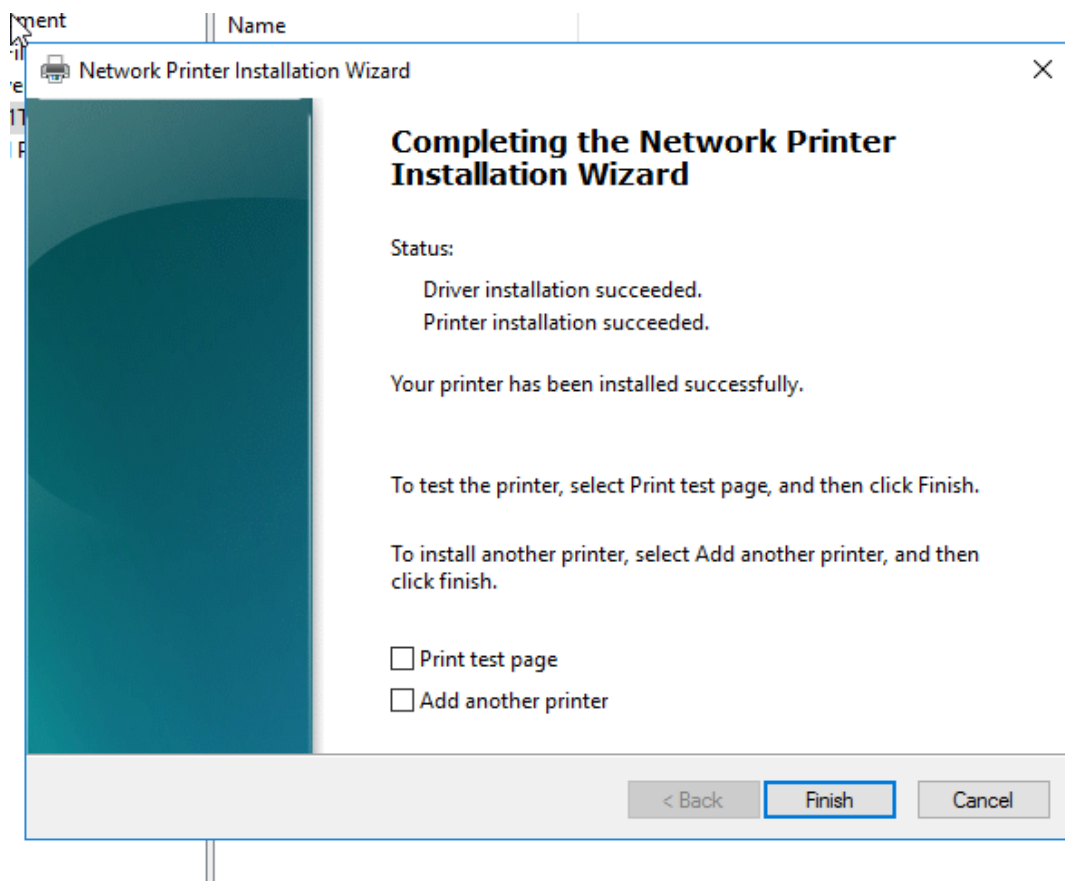 Name
Network Printer Installation Wizard
Completing the Network Printer
Installation Wizard
Status:
Driver installation succeeded.
Printer installation succeeded.
Your printer has been installed successfully.
To test the printer, select Print test page, and then click Finish.
To install another printer, select Add another printer, and then
click finish.
Print test page
Add another printer
< Back
Finish
Cancel